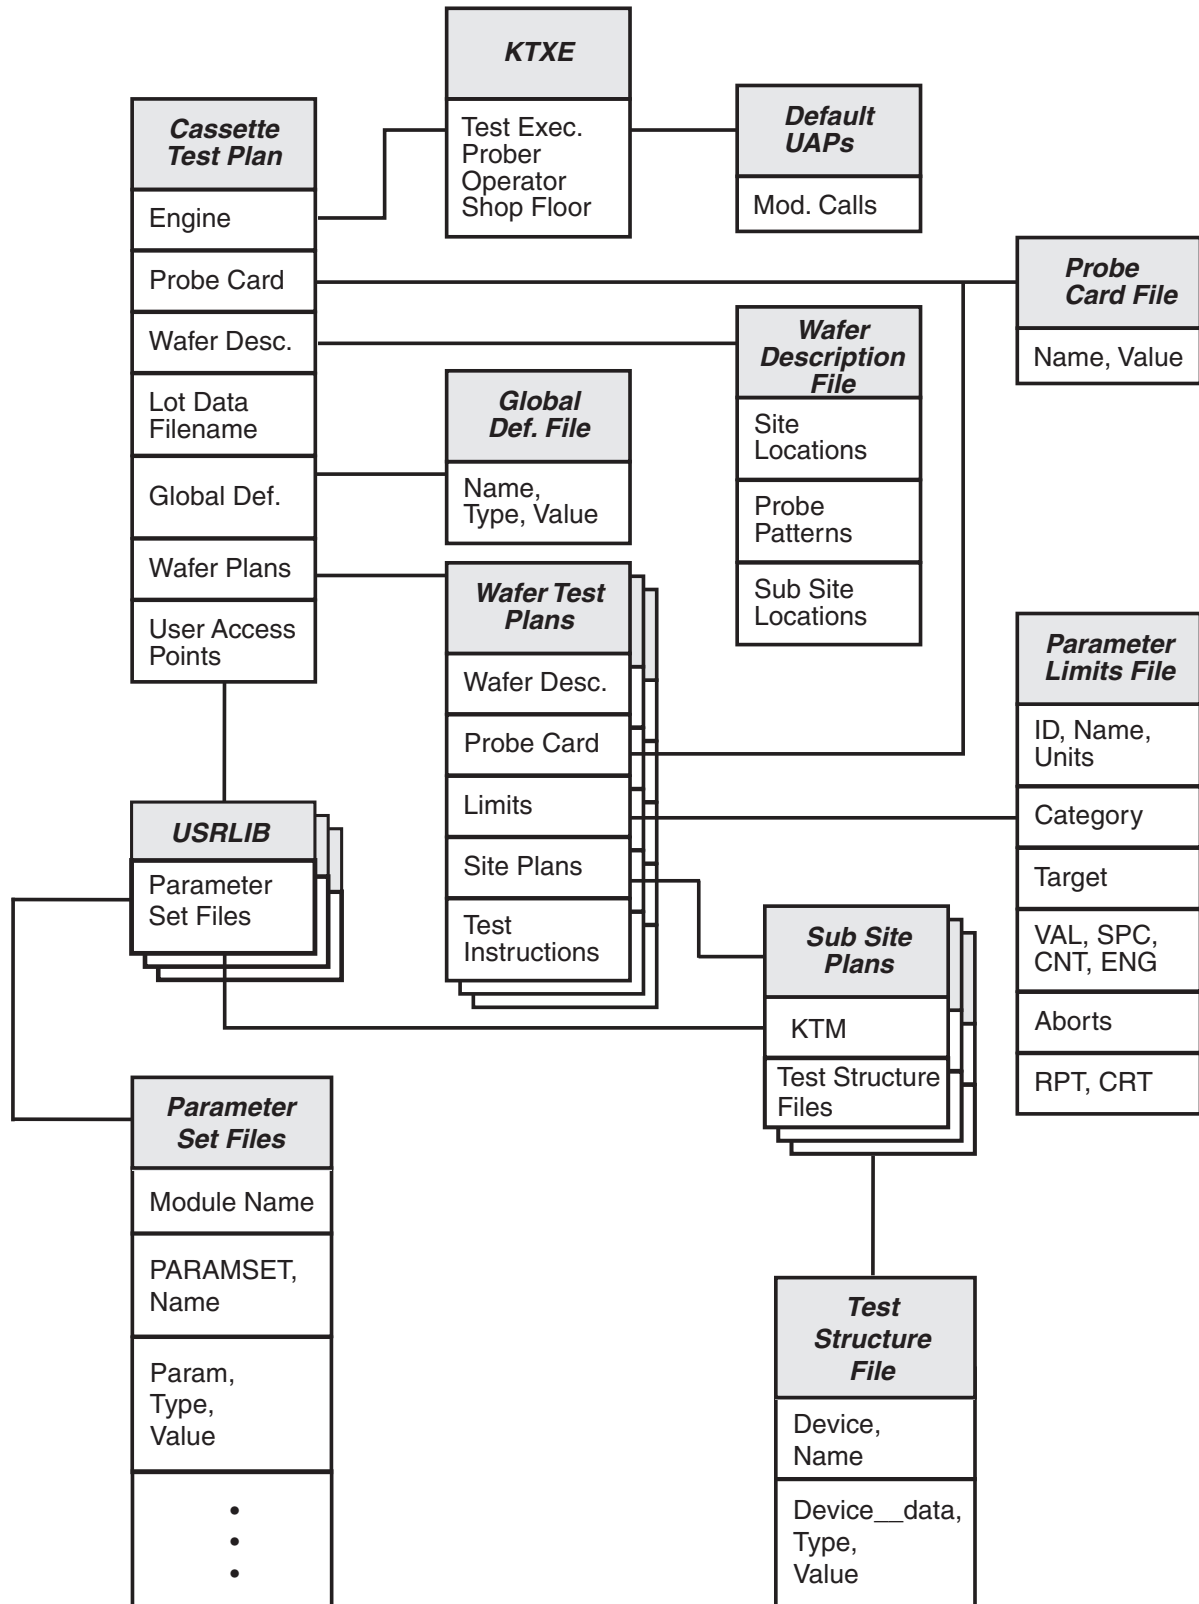 KTXE
Test Exec.
Prober
Operator
Shop Floor
Default
UAPs
Mod. Calls
Cassette
Test Plan
Engine
Probe Card
Wafer Desc.
Lot Data
Filename
Global Def.
Wafer Plans
User Access
Points
Probe
Card File
Name, Value
Wafer
Description
File
Site
Locations
Probe
Patterns
Sub Site
Locations
Global
Def. File
Name,
Type, Value
Wafer Test
Plans
Wafer Desc.
Probe Card
Limits
Site Plans
Test
Instructions
Parameter
Limits File
ID, Name,
Units
Category
Target
VAL, SPC,
CNT, ENG
Aborts
RPT, CRT
USRLIB
Parameter
Set Files
Sub Site
Plans
KTM
Test Structure
Files
Parameter
Set Files
Module Name
PARAMSET,
Name
Param,
Type,
Value
Test
Structure
File
Device,
Name
Device__data,
Type,
Value